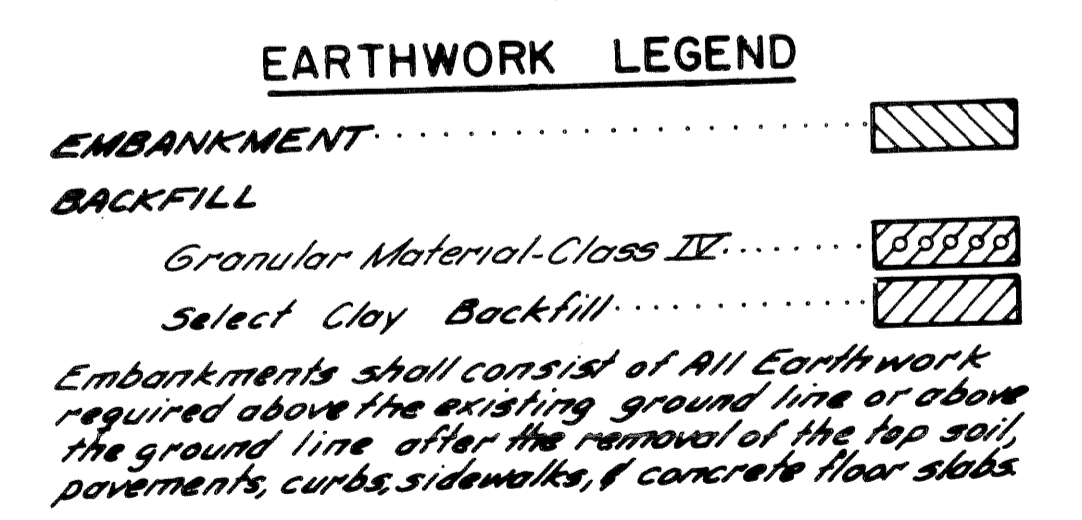 EARTHWORK LEGEND
EMBANKMENT
BACKFILL
Granular Material-Class IV
Select Clay Backfill
Embankments shall consist of All Earthwork
required above the existing ground line or above
the ground line after the removal of the top soil,
pavements, curbs, sidewalks, & concrete floor slabs.